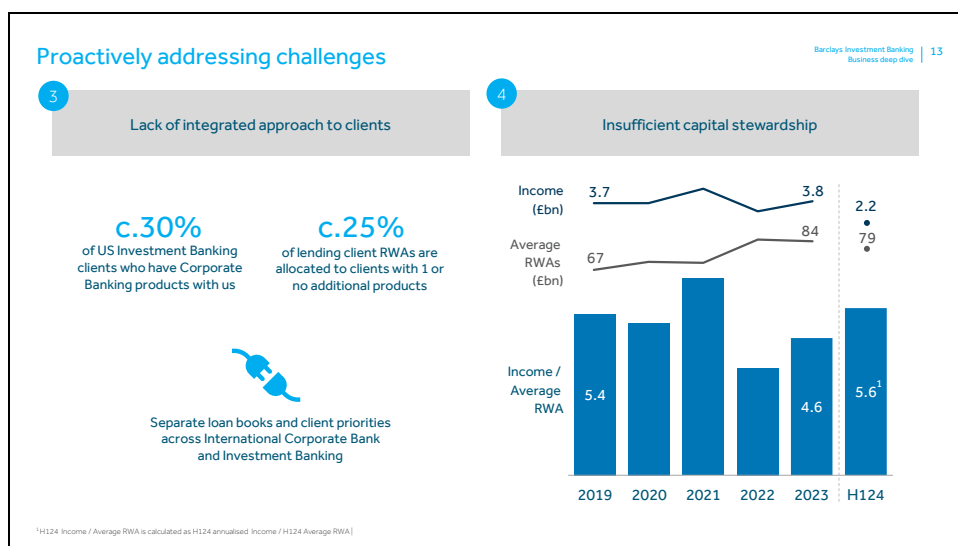 Proactively addressing challenges
Barclays Investment Banking
Business deep dive
13
3
Lack of integrated approach to clients
c.30%
of US Investment Banking
clients who have Corporate
Banking products with us
c.25%
of lending client RWAs are
allocated to clients with 1 or
no additional products
Separate loan books and client priorities
across International Corporate Bank
and Investment Banking
4
Insufficient capital stewardship
Income
(£bn)
3.7
3.8
2.2
Average
RWAs
(£bn)
67
84
79
Income /
Average
RWA
5.4
4.6
5.6¹
2019
2020
2021
2022
2023
H124
¹ H124 Income / Average RWA is calculated as H124 annualised Income / H124 Average RWA |